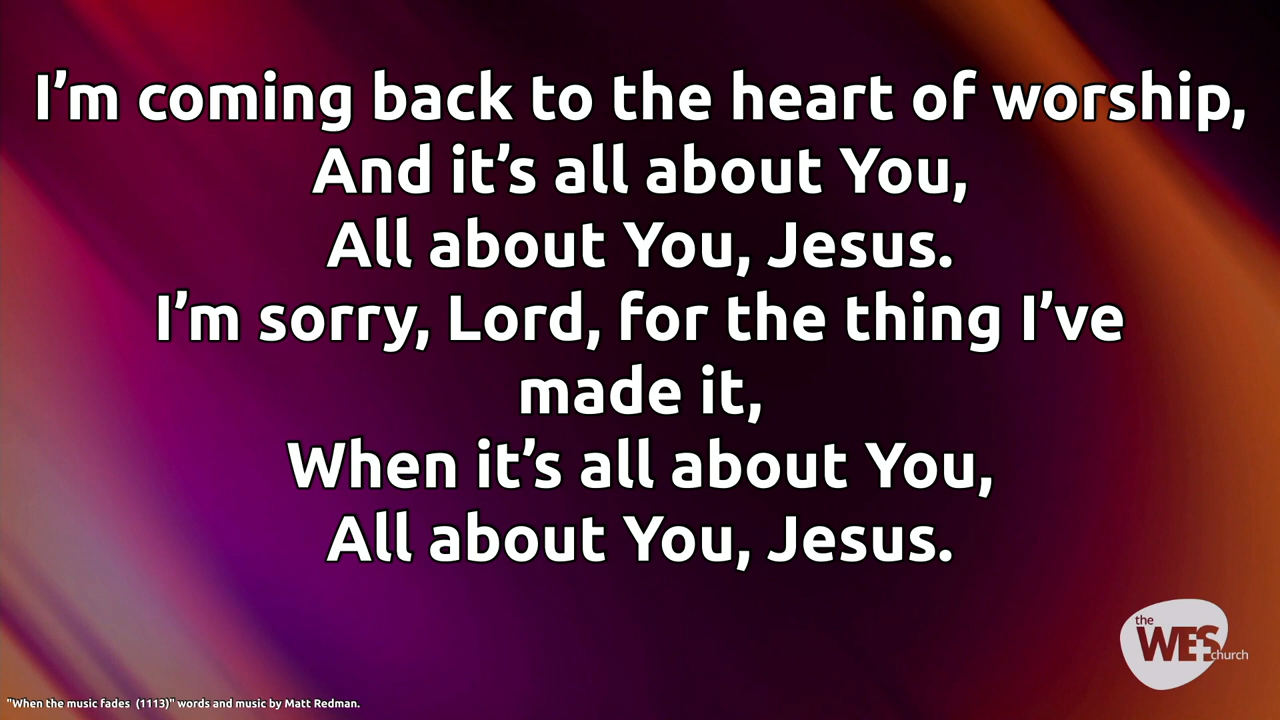 I’m coming back to the heart of worship,
And it’s all about You,
All about You, Jesus.
I’m sorry, Lord, for the thing I’ve
made it,
When it’s all about You,
All about You, Jesus.
the
WES
church
"When the music fades  (1113)" words and music by Matt Redman.